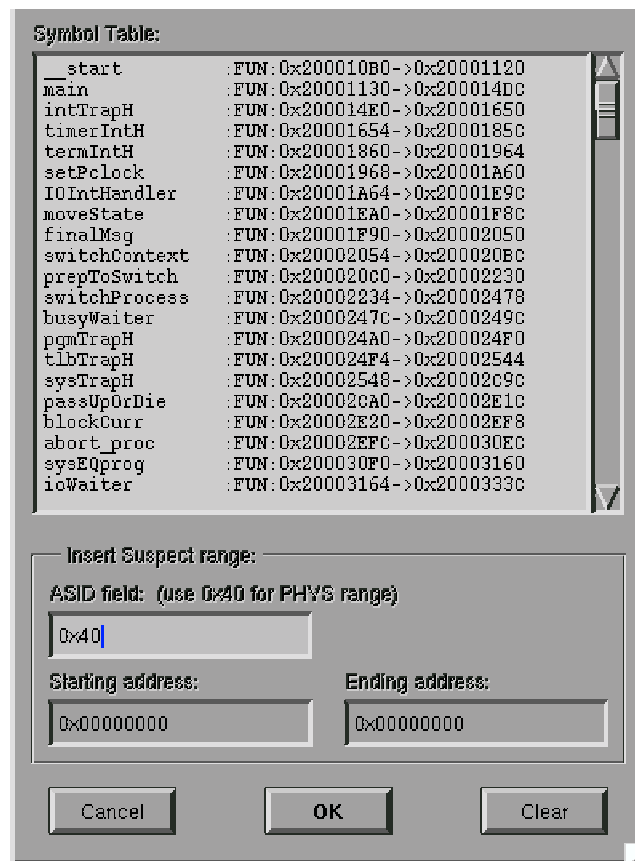 Symbol Table:
__start :FUN:0x200010B0->0x20001120
main :FUN:0x20001130->0x200014DC
intTrapH :FUN:0x200014E0->0x20001650
timerIntH :FUN:0x20001654->0x2000185C
termIntH :FUN:0x20001860->0x20001964
setPclock :FUN:0x20001968->0x20001A60
IOIntHandler :FUN:0x20001A64->0x20001E9C
moveState :FUN:0x20001EA0->0x20001F8C
finalMsg :FUN:0x20001F90->0x20002050
switchContext :FUN:0x20002054->0x200020BC
prepToSwitch :FUN:0x200020C0->0x20002230
switchProcess :FUN:0x20002234->0x20002478
busyWaiter :FUN:0x2000247C->0x2000249C
pgmTrapH :FUN:0x200024A0->0x200024F0
tlbTrapH :FUN:0x200024F4->0x20002544
sysTrapH :FUN:0x20002548->0x20002C9C
passUpOrDie :FUN:0x20002CA0->0x20002E1C
blockCurr :FUN:0x20002E20->0x20002EF8
abort_proc :FUN:0x20002EFC->0x200030EC
sysEQprog :FUN:0x200030F0->0x20003160
ioWaiter :FUN:0x20003164->0x2000333C
Insert Suspect range:
ASID field: (use 0x40 for PHYS range)
0x40
Starting address: Ending address:
0x00000000 0x00000000
Cancel OK Clear